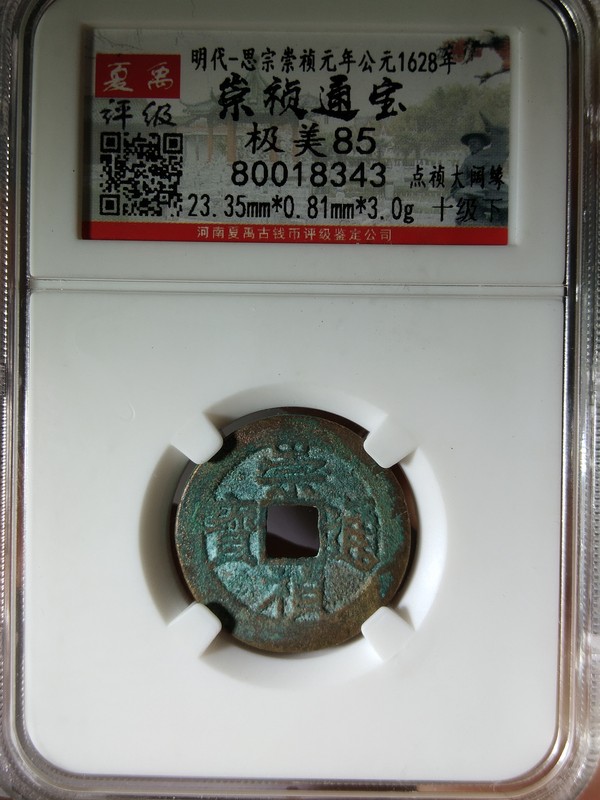 夏禹
评级
明代-思宗崇祯元年公元1628年
崇祯通宝
极美85
80018343 点祯大阔缘
23.35mm*0.81mm*3.0g 十级下
河南夏禹古钱币评级鉴定公司
崇
寶 通
禎